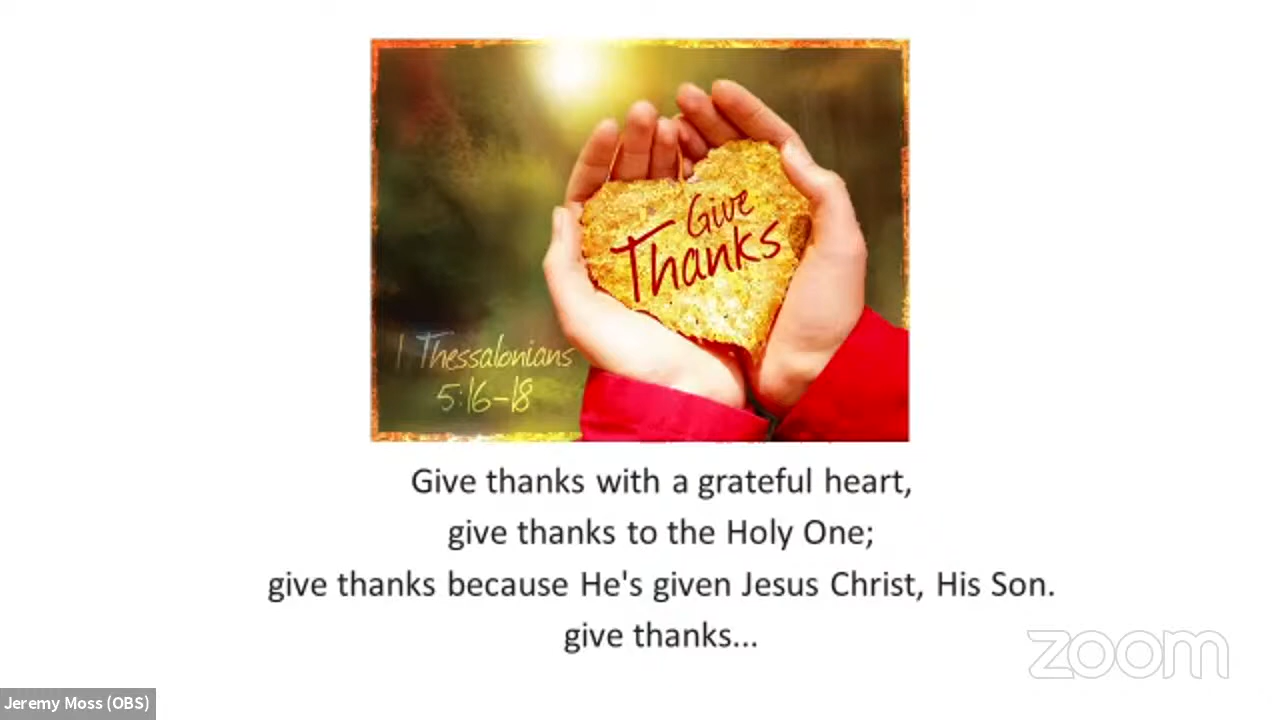 Give
Thanks
1 Thessalonians
5:16-18
Give thanks with a grateful heart,
give thanks to the Holy One;
give thanks because He's given Jesus Christ, His Son.
give thanks...
zoom
Jeremy Moss (OBS)